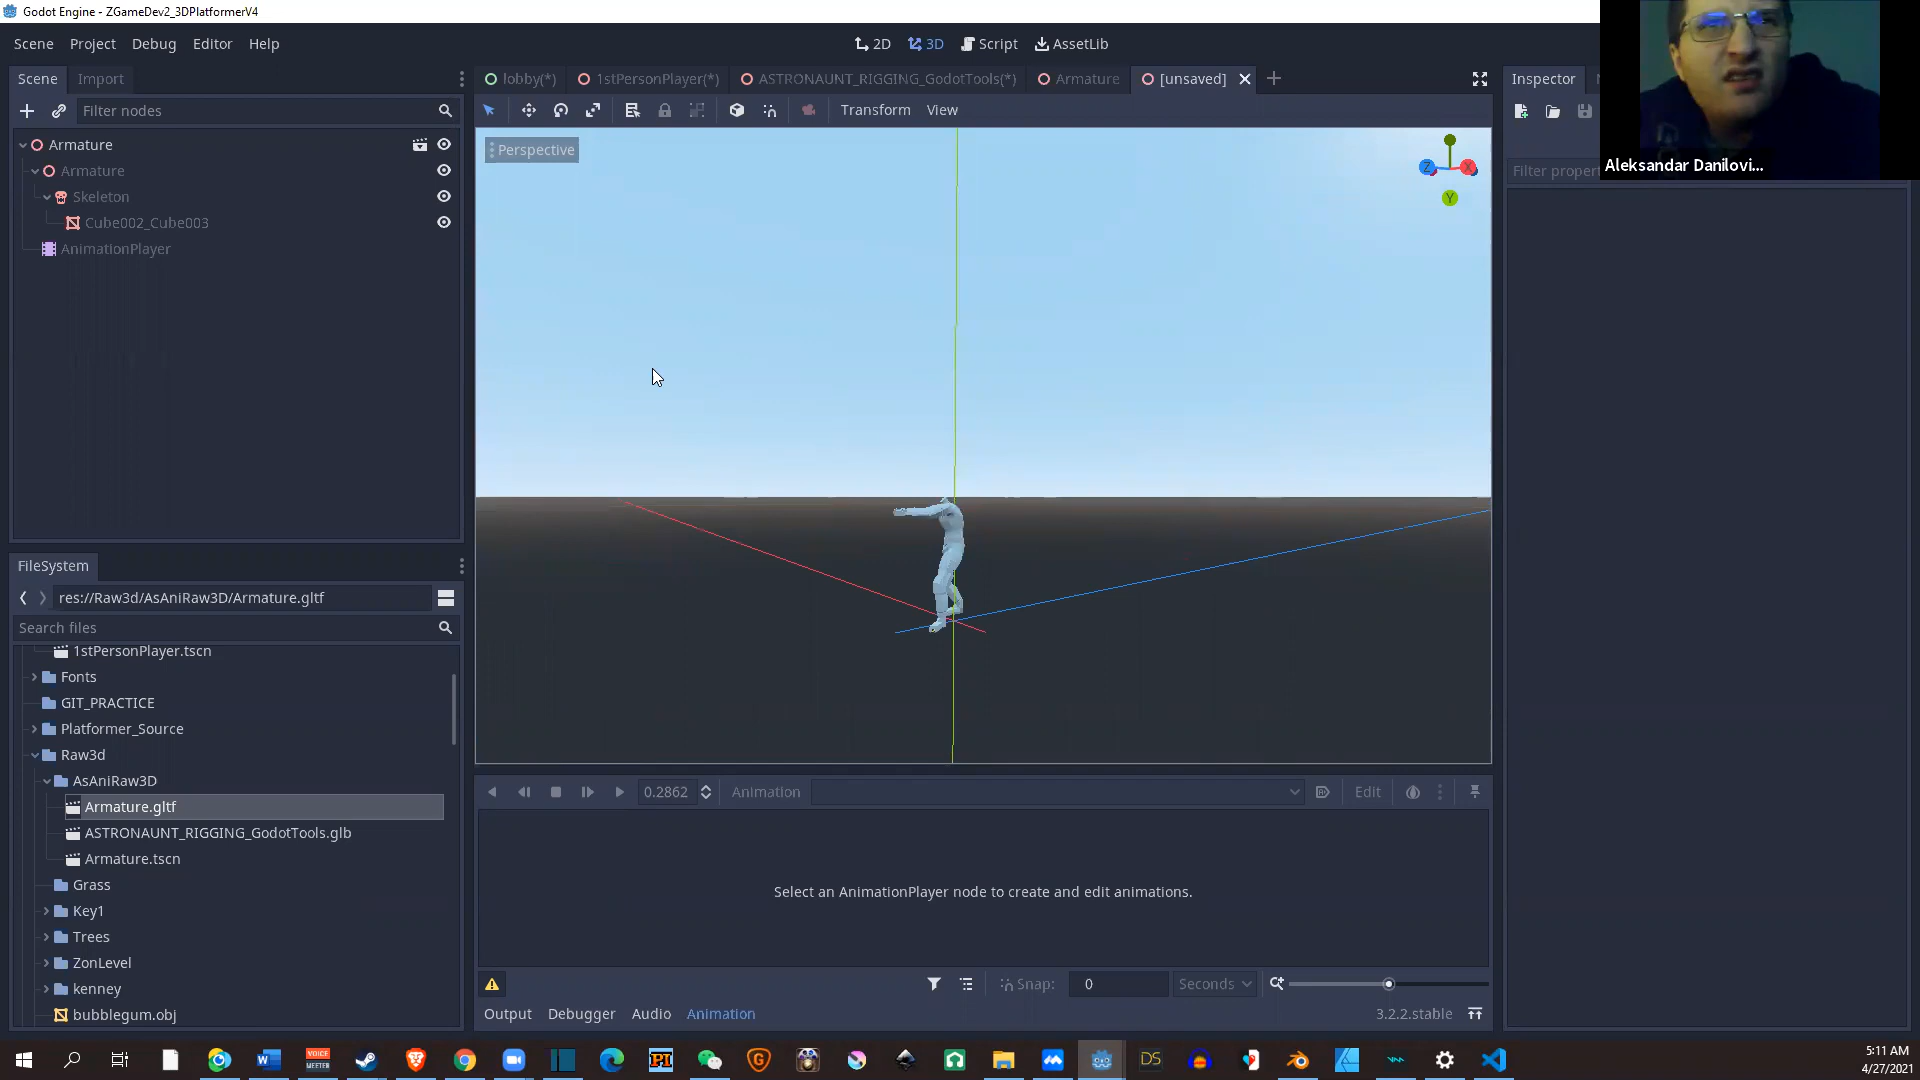 Godot Engine - ZGameDev2_3DPlatformerV4
Scene Project Debug Editor Help
2D 3D Script AssetLib
Scene Import
lobby(*) 1stPersonPlayer(*) ASTRONAUNT_RIGGING_GodotTools(*) Armature [unsaved]
Inspector
Filter nodes
Transform View
Aleksandar Danilovi...
Armature
Perspective
Armature
Skeleton
Cube002_Cube003
AnimationPlayer
Z X
Y
FileSystem
res://Raw3d/AsAniRaw3D/Armature.gltf
Search files
1stPersonPlayer.tscn
Fonts
GIT_PRACTICE
Platformer_Source
Raw3d
AsAniRaw3D
Armature.gltf
ASTRONAUNT_RIGGING_GodotTools.glb
Armature.tscn
Grass
Key1
Trees
ZonLevel
kenney
bubblegum.obj
0.2862 Animation Edit
Select an AnimationPlayer node to create and edit animations.
Snap: 0 Seconds
Output Debugger Audio Animation 3.2.2.stable
VOICE
MEETER
DS
5:11 AM
4/27/2021